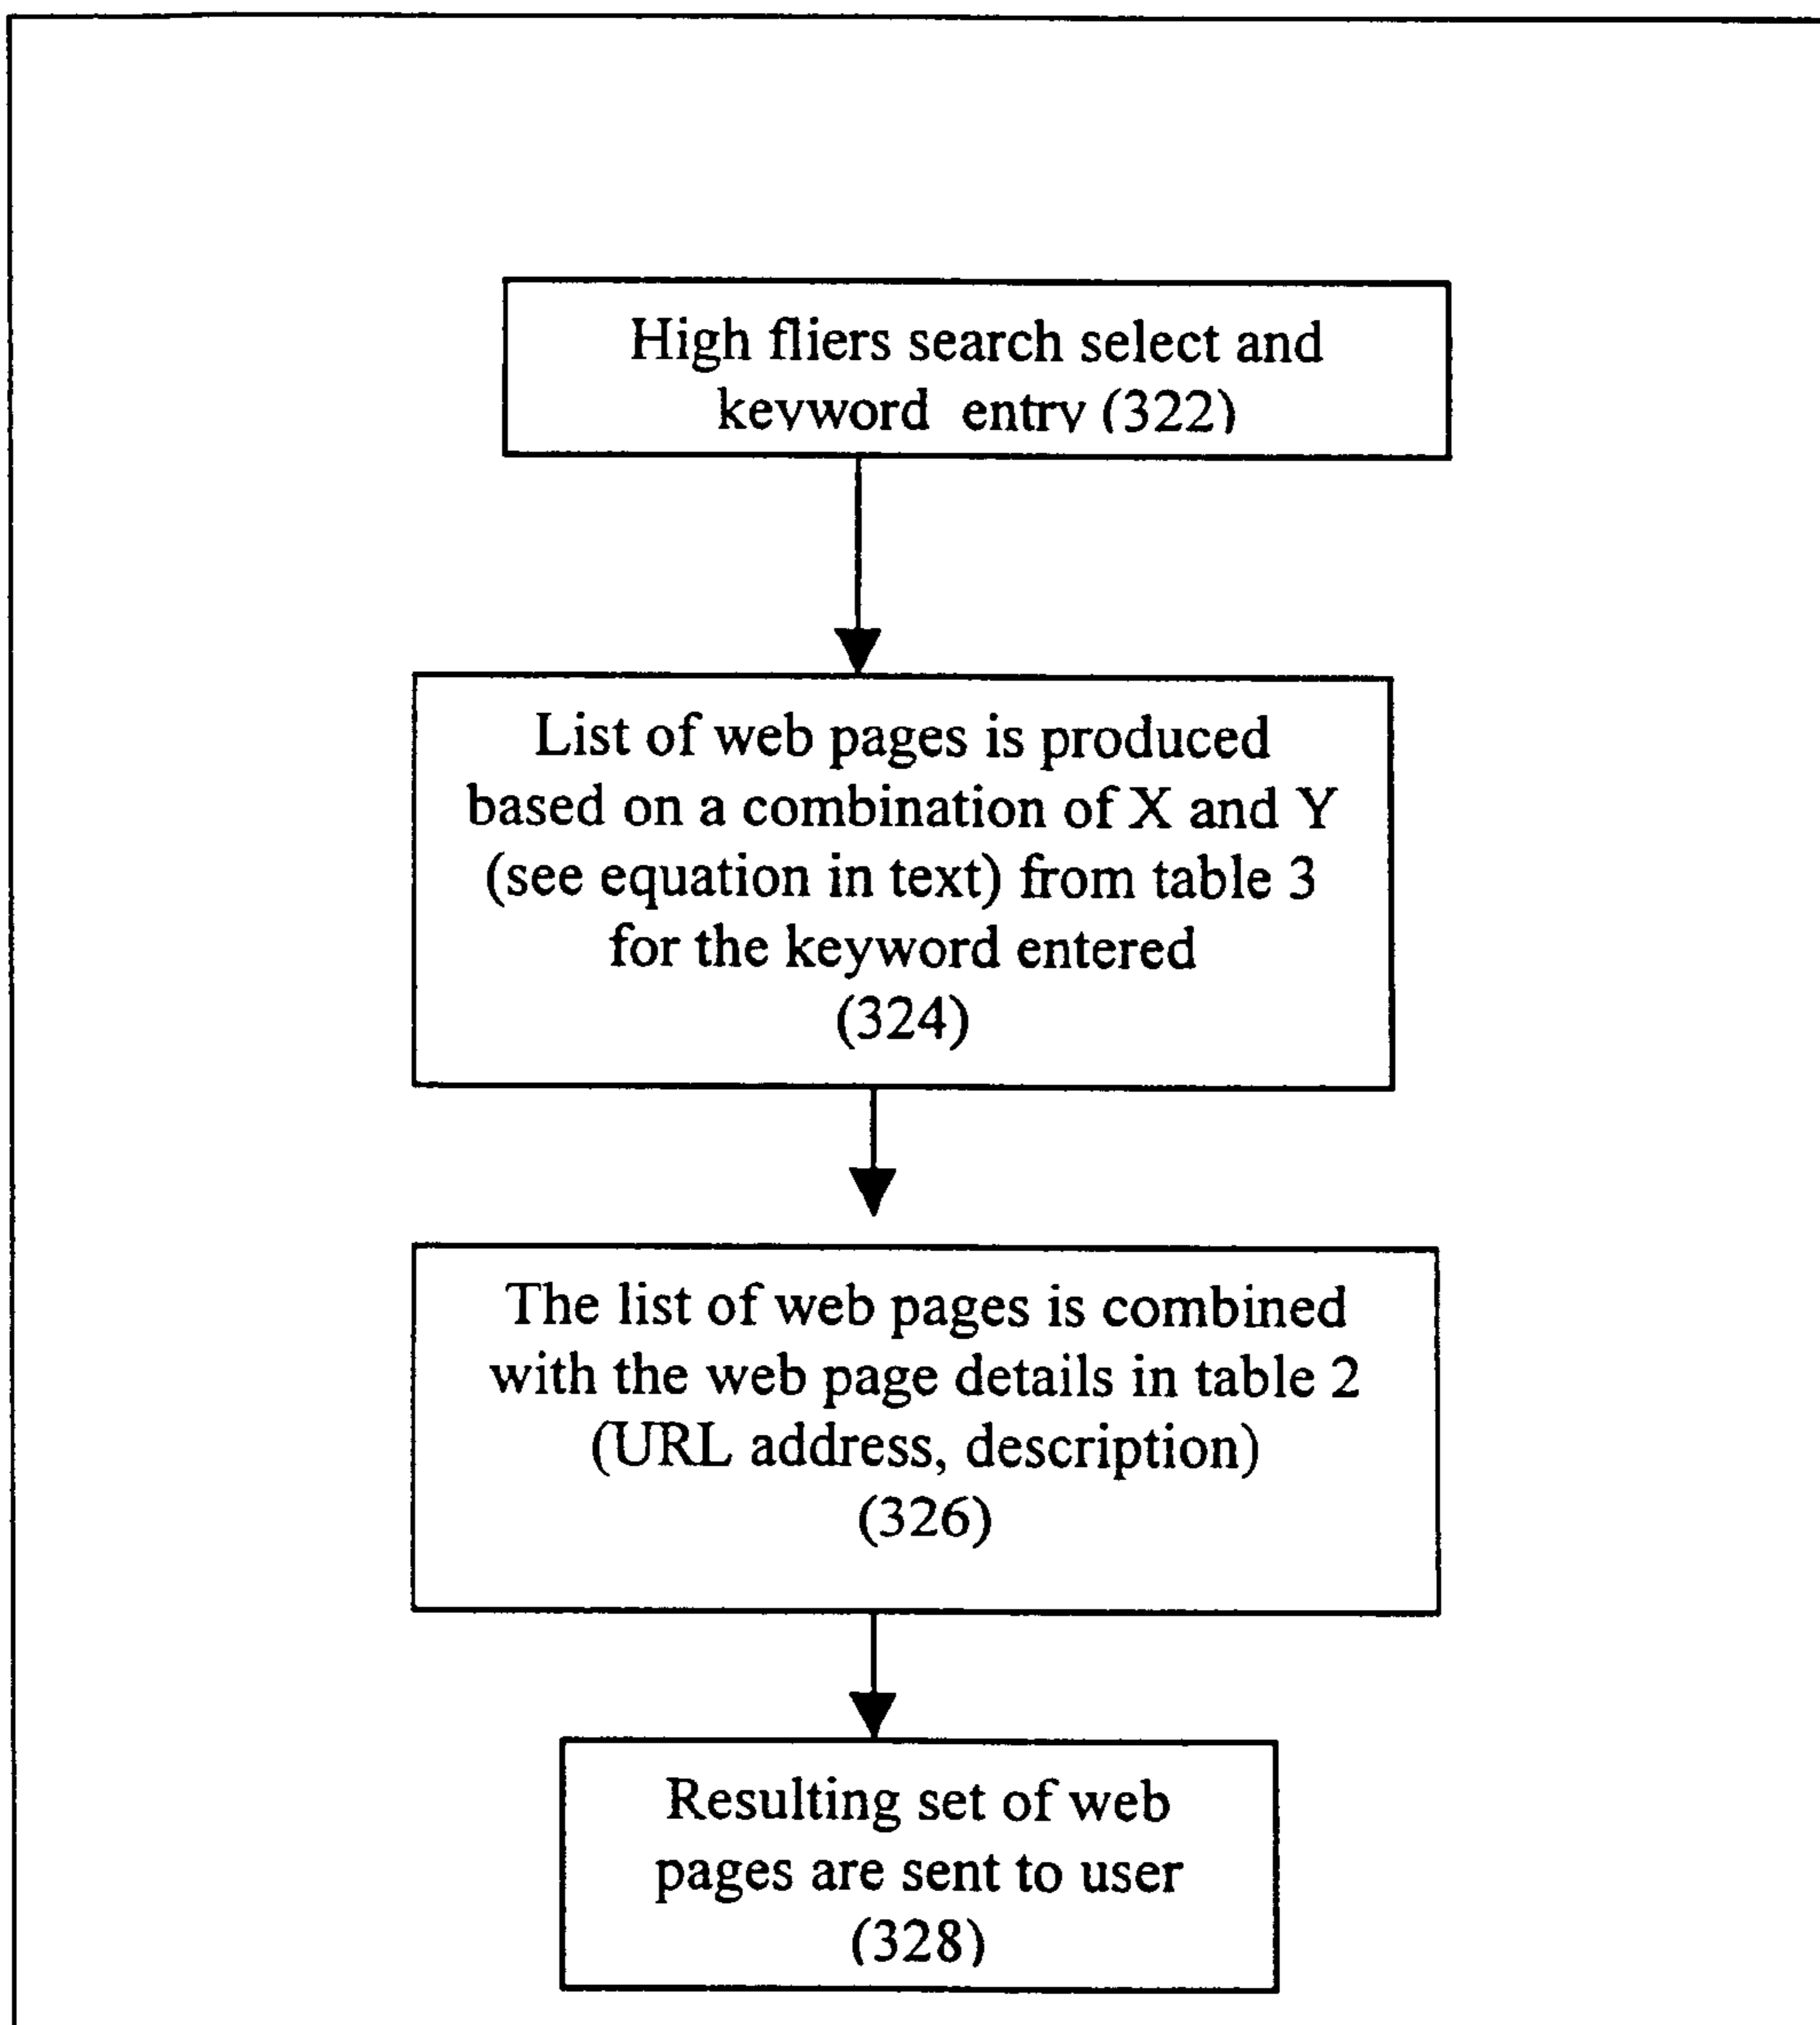 High fliers search select and
keyword entry (322)
List of web pages is produced
based on a combination of X and Y
(see equation in text) from table 3
for the keyword entered
(324)
The list of web pages is combined
with the web page details in table 2
(URL address, description)
(326)
Resulting set of web
pages are sent to user
(328)